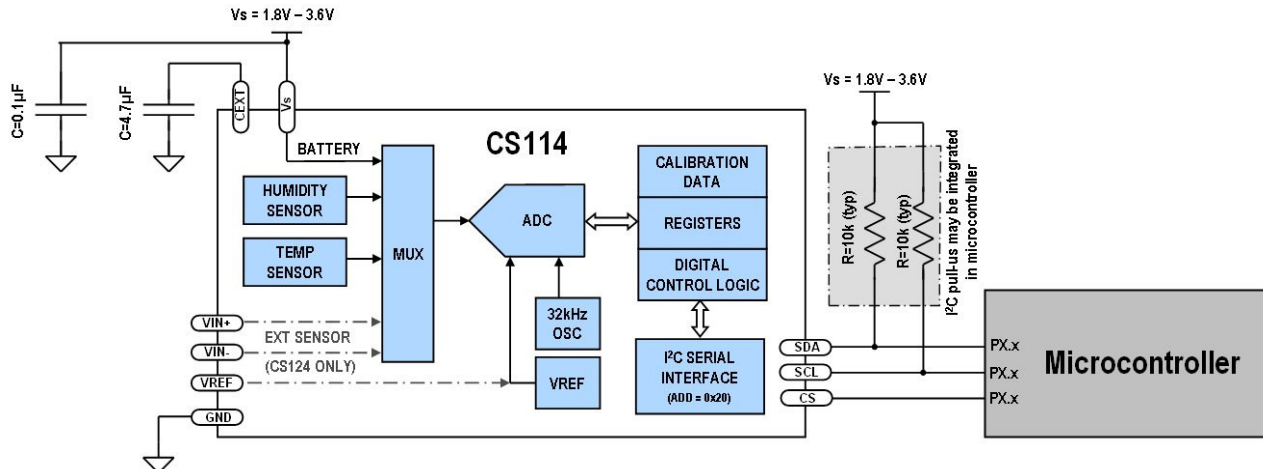 Vs = 1.8V – 3.6V
C=0.1µF
C=4.7µF
CEXT
Vs
CS114
BATTERY
HUMIDITY
SENSOR
TEMP
SENSOR
MUX
ADC
32kHz
OSC
VREF
CALIBRATION
DATA
REGISTERS
DIGITAL
CONTROL LOGIC
I²C SERIAL
INTERFACE
(ADD = 0x20)
VIN+
VIN-
VREF
GND
EXT SENSOR
(CS124 ONLY)
SDA
SCL
CS
Vs = 1.8V – 3.6V
R=10k (typ)
R=10k (typ)
I²C pull-us may be integrated
in microcontroller
PX.x
PX.x
PX.x
Microcontroller